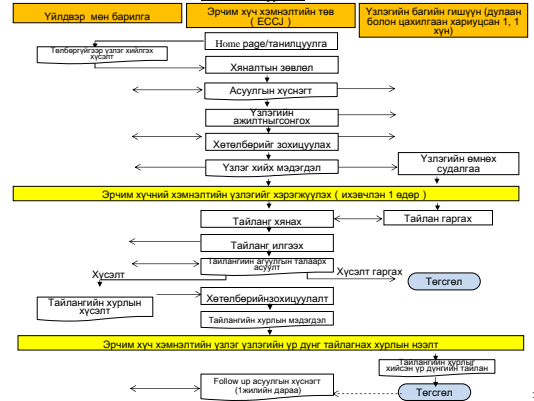 Үйлдвэр мөн барилга
Эрчим хүч хэмнэлтийн төв
( ECCJ )
Үзлэгийн багийн гишүүн (дулаан
болон цахилгаан хариуцсан 1, 1
хүн)
Home page/танилцуулга
Төлбөргүйгээр үзлэг хийлгэх
хүсэлт
Хяналтын зөвлөл
Асуулгын хүснэгт
Үзлэгийн
ажилтныгсонгох
Хөтөлбөрийг зохицуулах
Үзлэг хийх мэдэгдэл
Үзлэгийн өмнөх
судалгаа
Эрчим хүчний хэмнэлтийн үзлэгийг хэрэгжүүлэх ( ихэвчлэн 1 өдөр )
Тайланг хянах
Тайлан гаргах
Тайланг илгээх
Тайлангийн агуулгын талаарх
асуулт
Хүсэлт
Хүсэлт гаргах
Төгсгөл
Тайлангийн хурлын
хүсэлт
Хөтөлбөрийнзохицуулалт
Тайлангийн хурлын мэдэгдэл
Эрчим хүч хэмнэлтийн үзлэг үзлэгийн үр дүнг тайлагнах хурлын нээлт
Тайлангийн хурлыг
хийсэн үр дүнгийн тайлан
Follow up асуулгын хүснэгт
(1жилийн дараа)
Төгсгөл
: